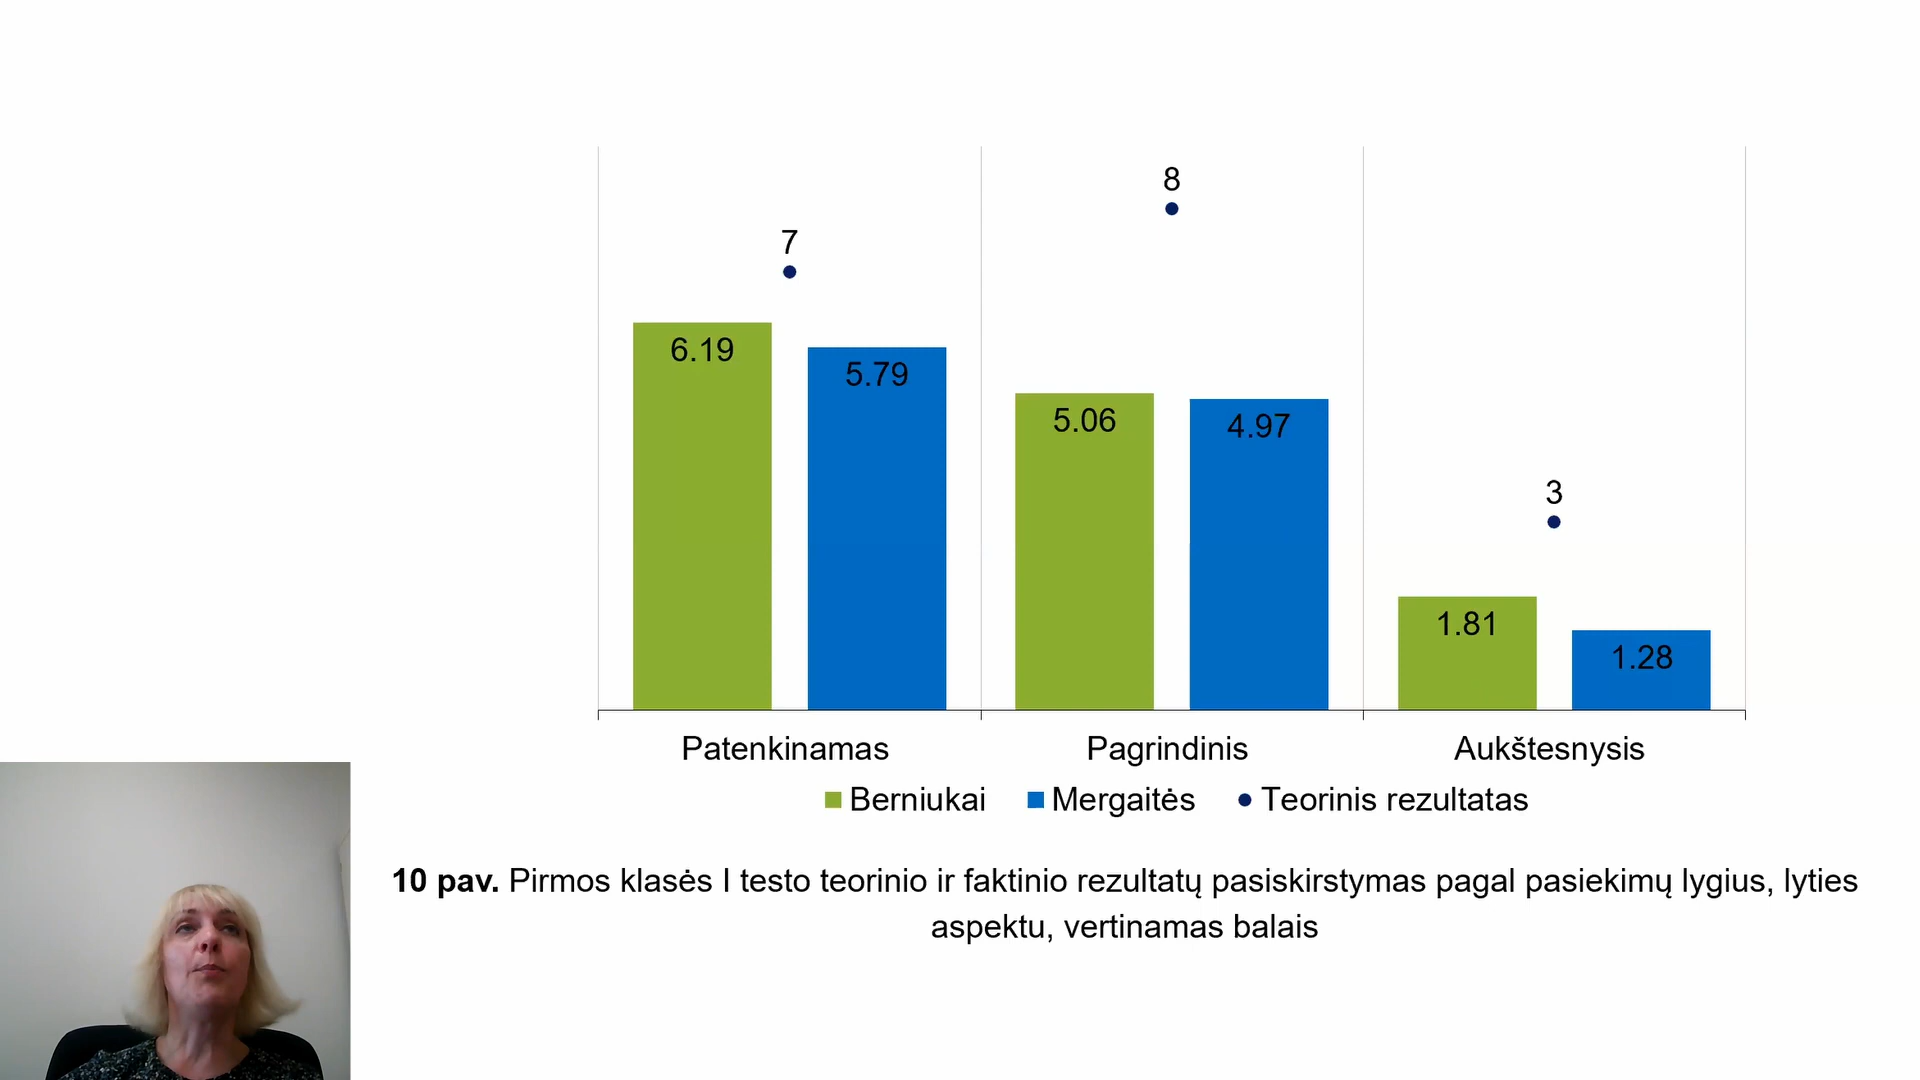 8
7
6.19
5.79
5.06
4.97
3
1.81
1.28
Patenkinamas Pagrindinis Aukštesnysis
Berniukai Mergaitės Teorinis rezultatas
10 pav. Pirmos klasės I testo teorinio ir faktinio rezultatų pasiskirstymas pagal pasiekimų lygius, lyties
aspektu, vertinamas balais